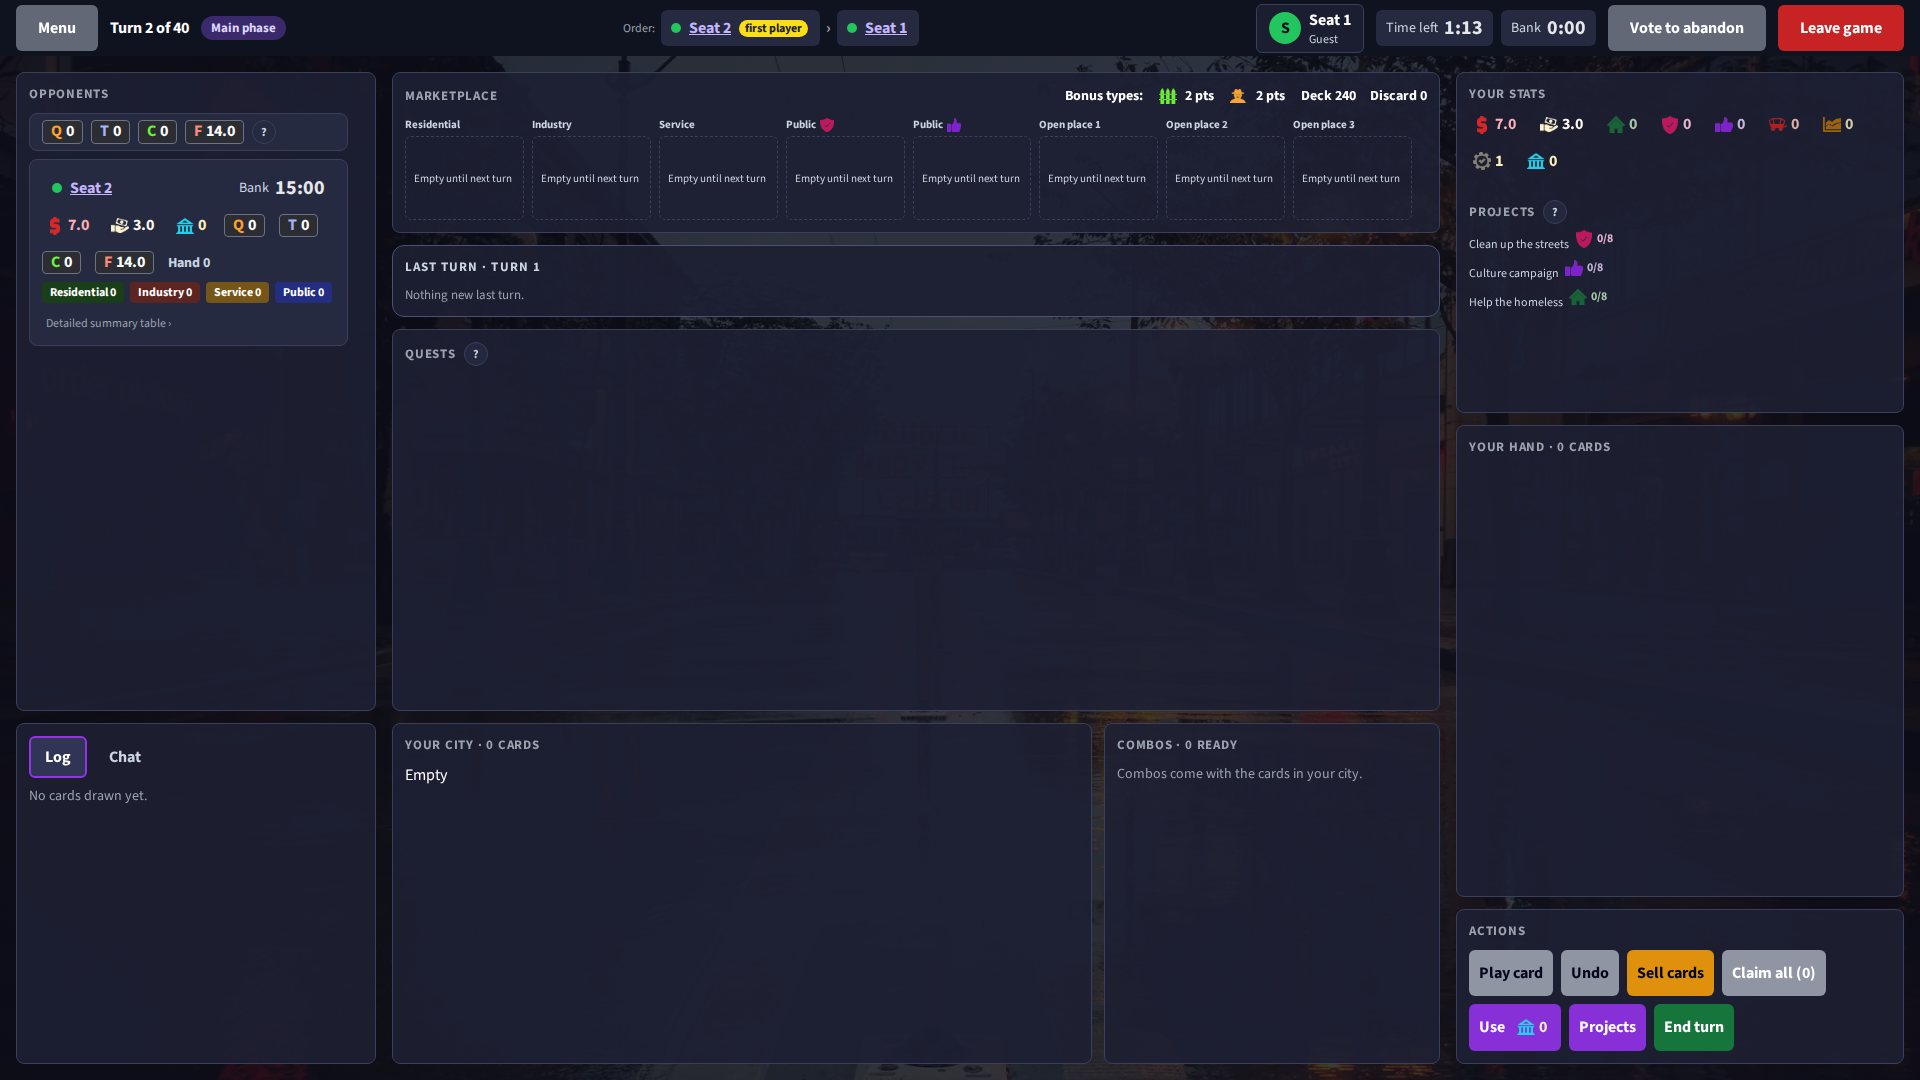 Menu
Turn 2 of 40
Main phase
Order:
Seat 2
first player
›
Seat 1
S
Seat 1
Guest
Time left 1:13
Bank 0:00
Vote to abandon
Leave game
OPPONENTS
Q 0
T 0
C 0
F 14.0
?
Seat 2
Bank 15:00
7.0
3.0
0
Q 0
T 0
C 0
F 14.0
Hand 0
Residential 0
Industry 0
Service 0
Public 0
Detailed summary table ›
Log
Chat
No cards drawn yet.
MARKETPLACE
Bonus types:
2 pts
2 pts
Deck 240
Discard 0
Residential
Industry
Service
Public
Public
Open place 1
Open place 2
Open place 3
Empty until next turn
Empty until next turn
Empty until next turn
Empty until next turn
Empty until next turn
Empty until next turn
Empty until next turn
Empty until next turn
LAST TURN · TURN 1
Nothing new last turn.
QUESTS
?
YOUR CITY · 0 CARDS
Empty
COMBOS · 0 READY
Combos come with the cards in your city.
YOUR STATS
7.0
3.0
0
0
0
0
0
1
0
PROJECTS
?
Clean up the streets 0/8
Culture campaign 0/8
Help the homeless 0/8
YOUR HAND · 0 CARDS
ACTIONS
Play card
Undo
Sell cards
Claim all (0)
Use 0
Projects
End turn